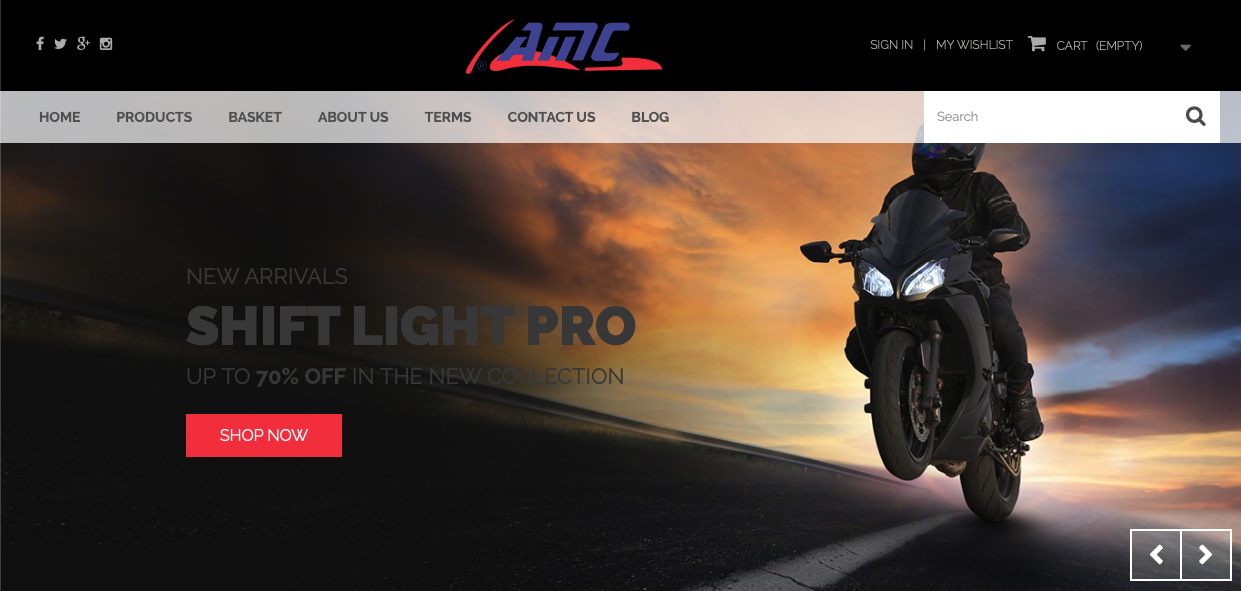 AMC
®
SIGN IN | MY WISHLIST CART (EMPTY)
HOME PRODUCTS BASKET ABOUT US TERMS CONTACT US BLOG
Search
NEW ARRIVALS
SHIFT LIGHT PRO
UP TO 70% OFF IN THE NEW COLLECTION
SHOP NOW